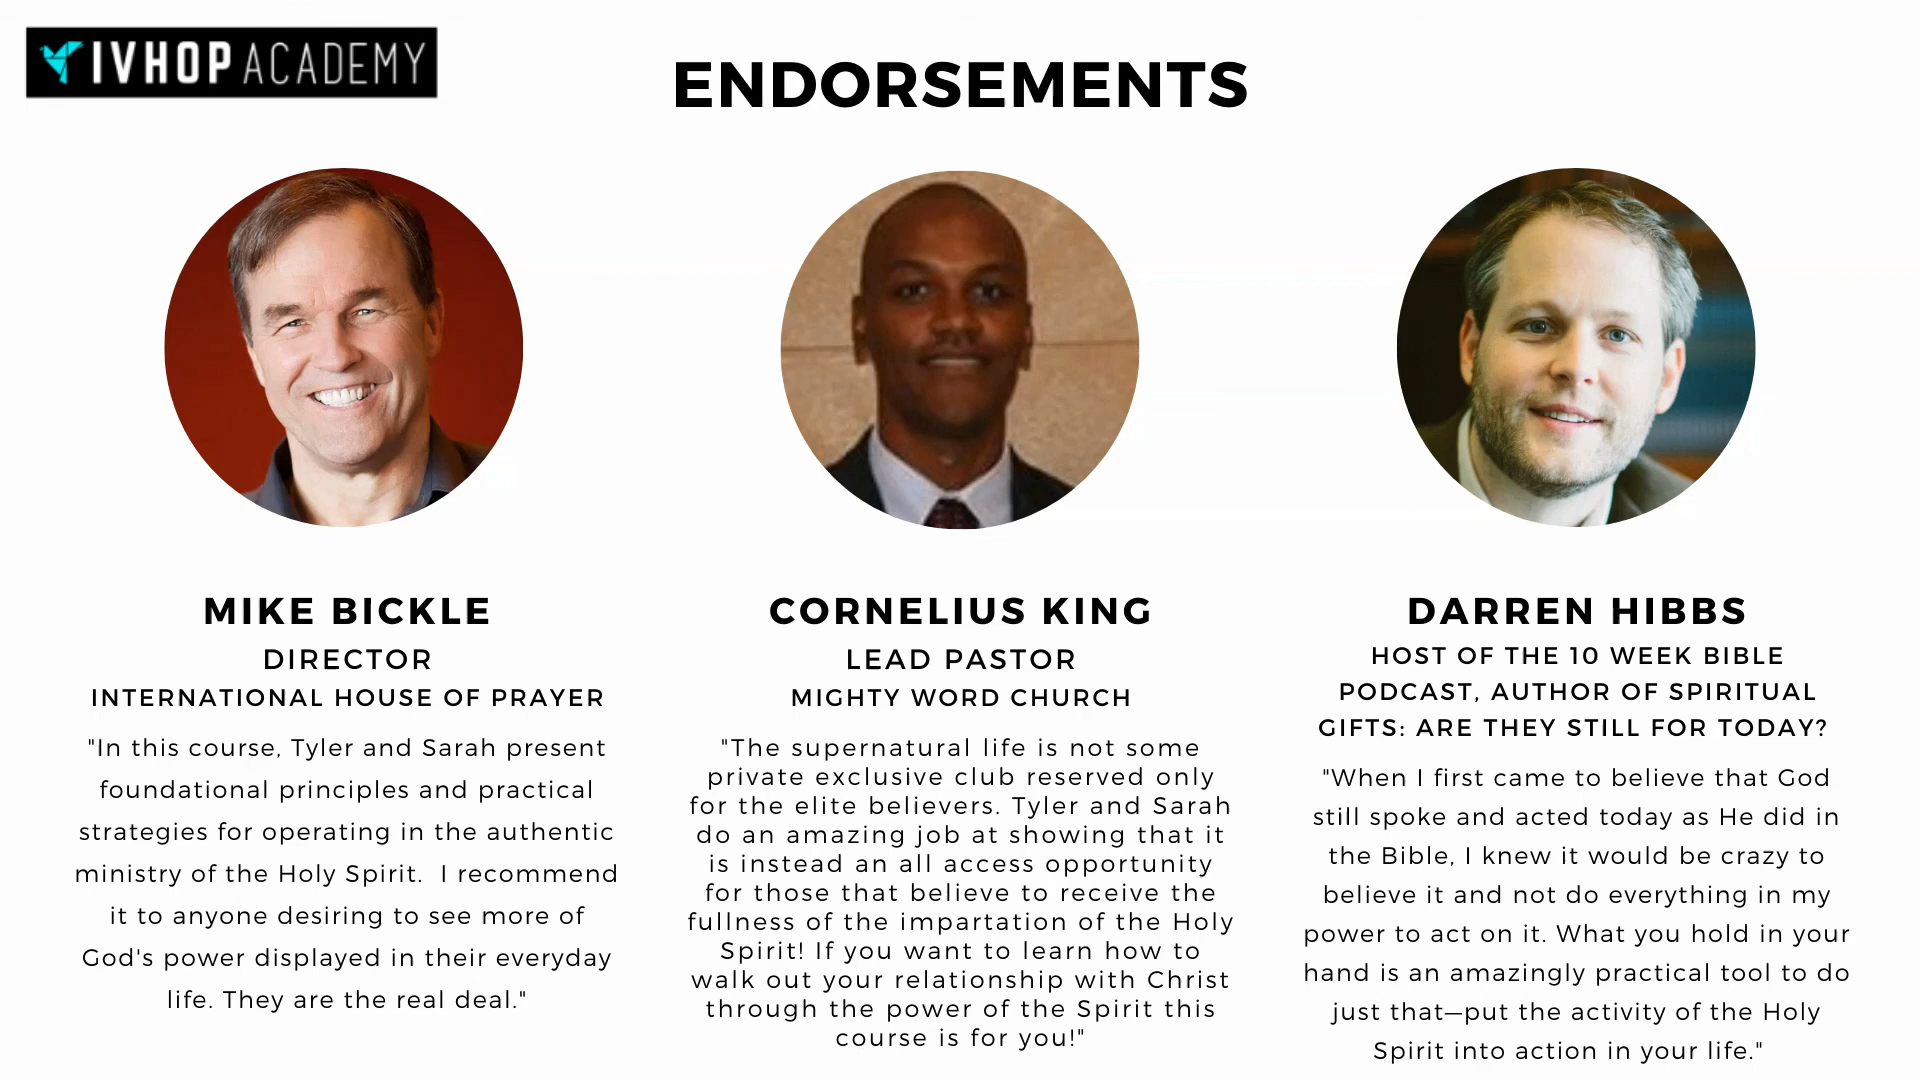 IVHOP ACADEMY
ENDORSEMENTS
MIKE BICKLE
DIRECTOR
INTERNATIONAL HOUSE OF PRAYER
"In this course, Tyler and Sarah present
foundational principles and practical
strategies for operating in the authentic
ministry of the Holy Spirit.  I recommend
it to anyone desiring to see more of
God's power displayed in their everyday
life. They are the real deal."
CORNELIUS KING
LEAD PASTOR
MIGHTY WORD CHURCH
"The supernatural life is not some
private exclusive club reserved only
for the elite believers. Tyler and Sarah
do an amazing job at showing that it
is instead an all access opportunity
for those that believe to receive the
fullness of the impartation of the Holy
Spirit! If you want to learn how to
walk out your relationship with Christ
through the power of the Spirit this
course is for you!"
DARREN HIBBS
HOST OF THE 10 WEEK BIBLE
PODCAST, AUTHOR OF SPIRITUAL
GIFTS: ARE THEY STILL FOR TODAY?
"When I first came to believe that God
still spoke and acted today as He did in
the Bible, I knew it would be crazy to
believe it and not do everything in my
power to act on it. What you hold in your
hand is an amazingly practical tool to do
just that—put the activity of the Holy
Spirit into action in your life."